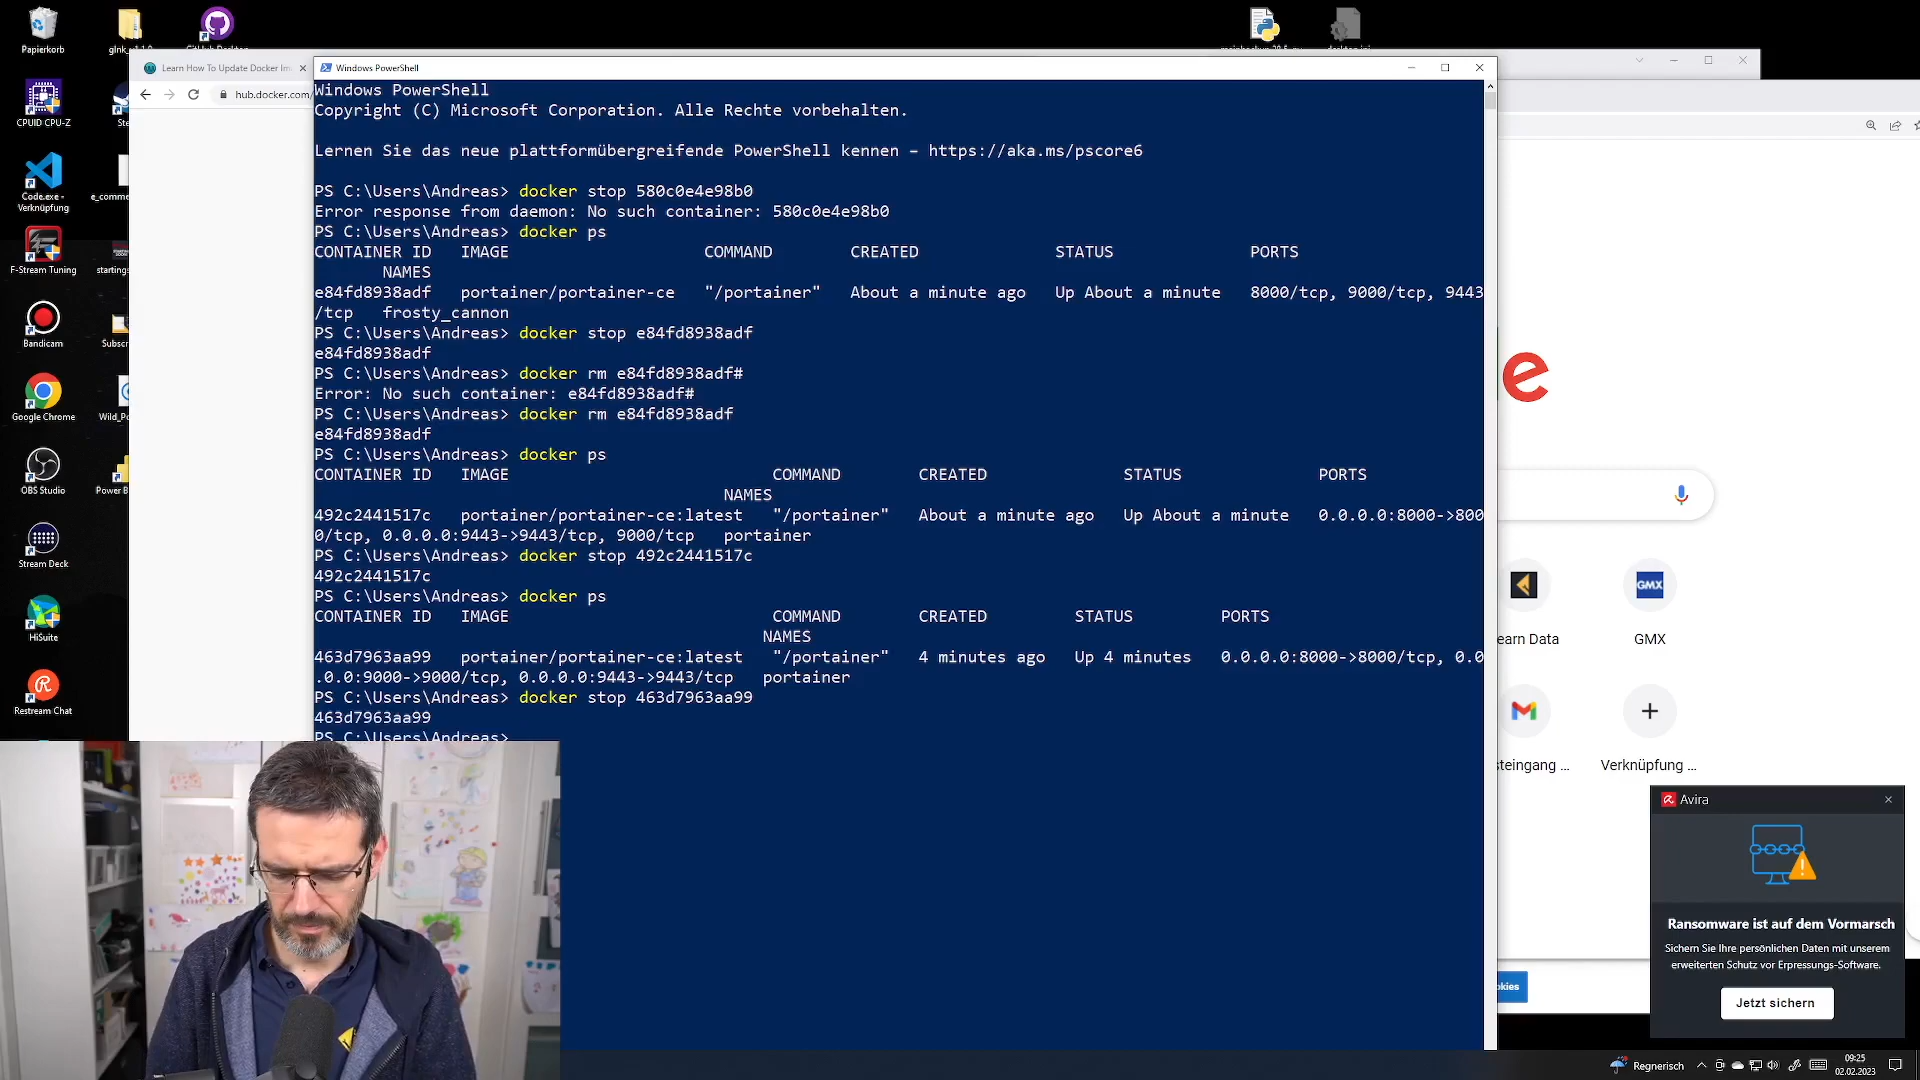 Papierkorb
CPUID CPU-Z
Code.exe -
Verknüpfung
F-Stream Tuning
Bandicam
Google Chrome
OBS Studio
Stream Deck
HiSuite
Restream Chat
e_comme
startings
Subscr
Wild_Po
Power B
Learn How To Update Docker Im
hub.docker.com/
Windows PowerShell
Windows PowerShell
Copyright (C) Microsoft Corporation. Alle Rechte vorbehalten.
Lernen Sie das neue plattformübergreifende PowerShell kennen – https://aka.ms/pscore6
PS C:\Users\Andreas> docker stop 580c0e4e98b0
Error response from daemon: No such container: 580c0e4e98b0
PS C:\Users\Andreas> docker ps
CONTAINER ID IMAGE COMMAND CREATED STATUS PORTS
NAMES
e84fd8938adf portainer/portainer-ce "/portainer" About a minute ago Up About a minute 8000/tcp, 9000/tcp, 9443
/tcp frosty_cannon
PS C:\Users\Andreas> docker stop e84fd8938adf
e84fd8938adf
PS C:\Users\Andreas> docker rm e84fd8938adf#
Error: No such container: e84fd8938adf#
PS C:\Users\Andreas> docker rm e84fd8938adf
e84fd8938adf
PS C:\Users\Andreas> docker ps
CONTAINER ID IMAGE COMMAND CREATED STATUS PORTS
NAMES
492c2441517c portainer/portainer-ce:latest "/portainer" About a minute ago Up About a minute 0.0.0.0:8000->800
0/tcp, 0.0.0.0:9443->9443/tcp, 9000/tcp portainer
PS C:\Users\Andreas> docker stop 492c2441517c
492c2441517c
PS C:\Users\Andreas> docker ps
CONTAINER ID IMAGE COMMAND CREATED STATUS PORTS
NAMES
463d7963aa99 portainer/portainer-ce:latest "/portainer" 4 minutes ago Up 4 minutes 0.0.0.0:8000->8000/tcp, 0.0
.0.0:9000->9000/tcp, 0.0.0.0:9443->9443/tcp portainer
PS C:\Users\Andreas> docker stop 463d7963aa99
463d7963aa99
PS C:\Users\Andreas>
e
earn Data
GMX
GMX
steingang ...
Verknüpfung ...
okies
Avira
Ransomware ist auf dem Vormarsch
Sichern Sie Ihre persönlichen Daten mit unserem
erweiterten Schutz vor Erpressungs-Software.
Jetzt sichern
Regnerisch
09:25
02.02.2023